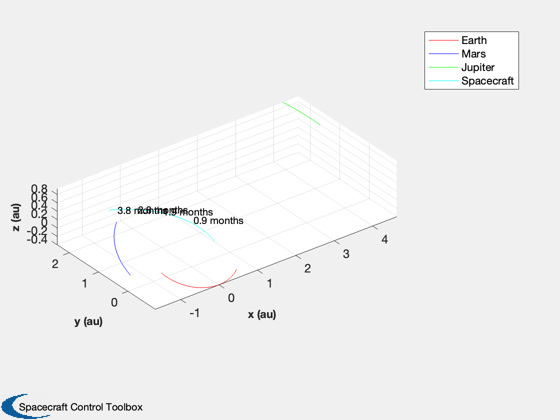 Earth
Mars
Jupiter
Spacecraft
0.8
0.6
0.4
0.2
0
-0.2
-0.4
z (au)
3.8 months
0.9 months
2
1
0
y (au)
-1
0
1
2
3
4
x (au)
Spacecraft Control Toolbox